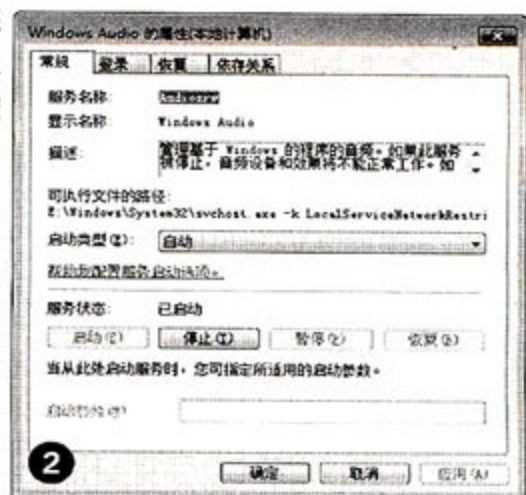 Windows Audio 的属性(本地计算机)
常规 登录 恢复 依存关系
服务名称: Audiosrv
显示名称: Windows Audio
描述: 管理基于 Windows 的程序的音频。如果此服务
被停止，音频设备和效果将不能正常工作。如
可执行文件的路径:
E:\Windows\System32\svchost.exe -k LocalServiceNetworkRestri
启动类型(E): 自动
帮助我配置服务启动选项。
服务状态: 已启动
启动(S) 停止(T) 暂停(P) 恢复(R)
当从此处启动服务时，您可指定所适用的启动参数。
启动参数(M)
确定 取消 应用(A)
2